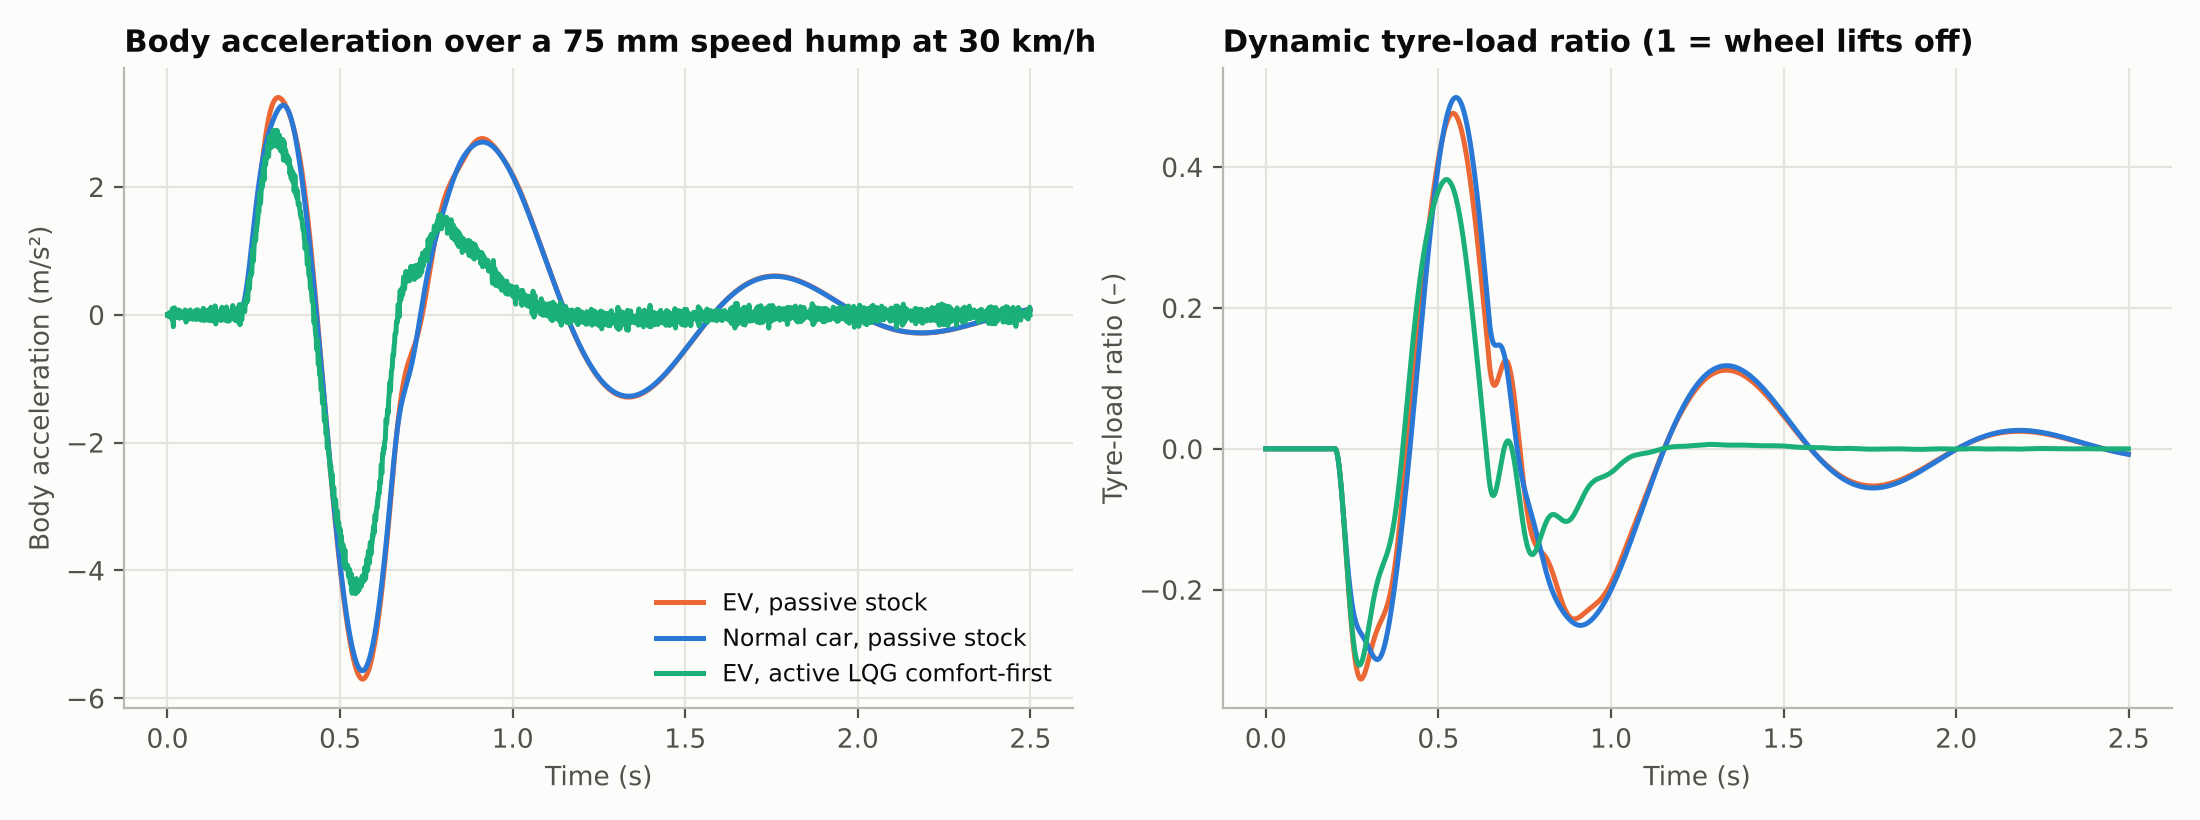 Body acceleration over a 75 mm speed hump at 30 km/h
Body acceleration (m/s²)
2
0
−2
−4
−6
EV, passive stock
Normal car, passive stock
EV, active LQG comfort-first
0.0 0.5 1.0 1.5 2.0 2.5
Time (s)
Dynamic tyre-load ratio (1 = wheel lifts off)
Tyre-load ratio (–)
0.4
0.2
0.0
−0.2
0.0 0.5 1.0 1.5 2.0 2.5
Time (s)